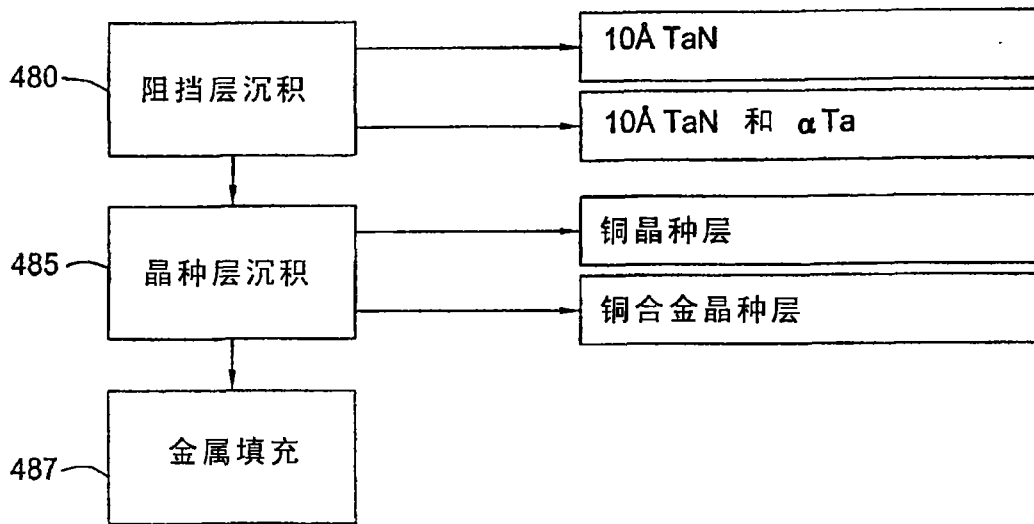 480
阻挡层沉积
10Å TaN
10Å TaN 和 αTa
485
晶种层沉积
铜晶种层
铜合金晶种层
487
金属填充